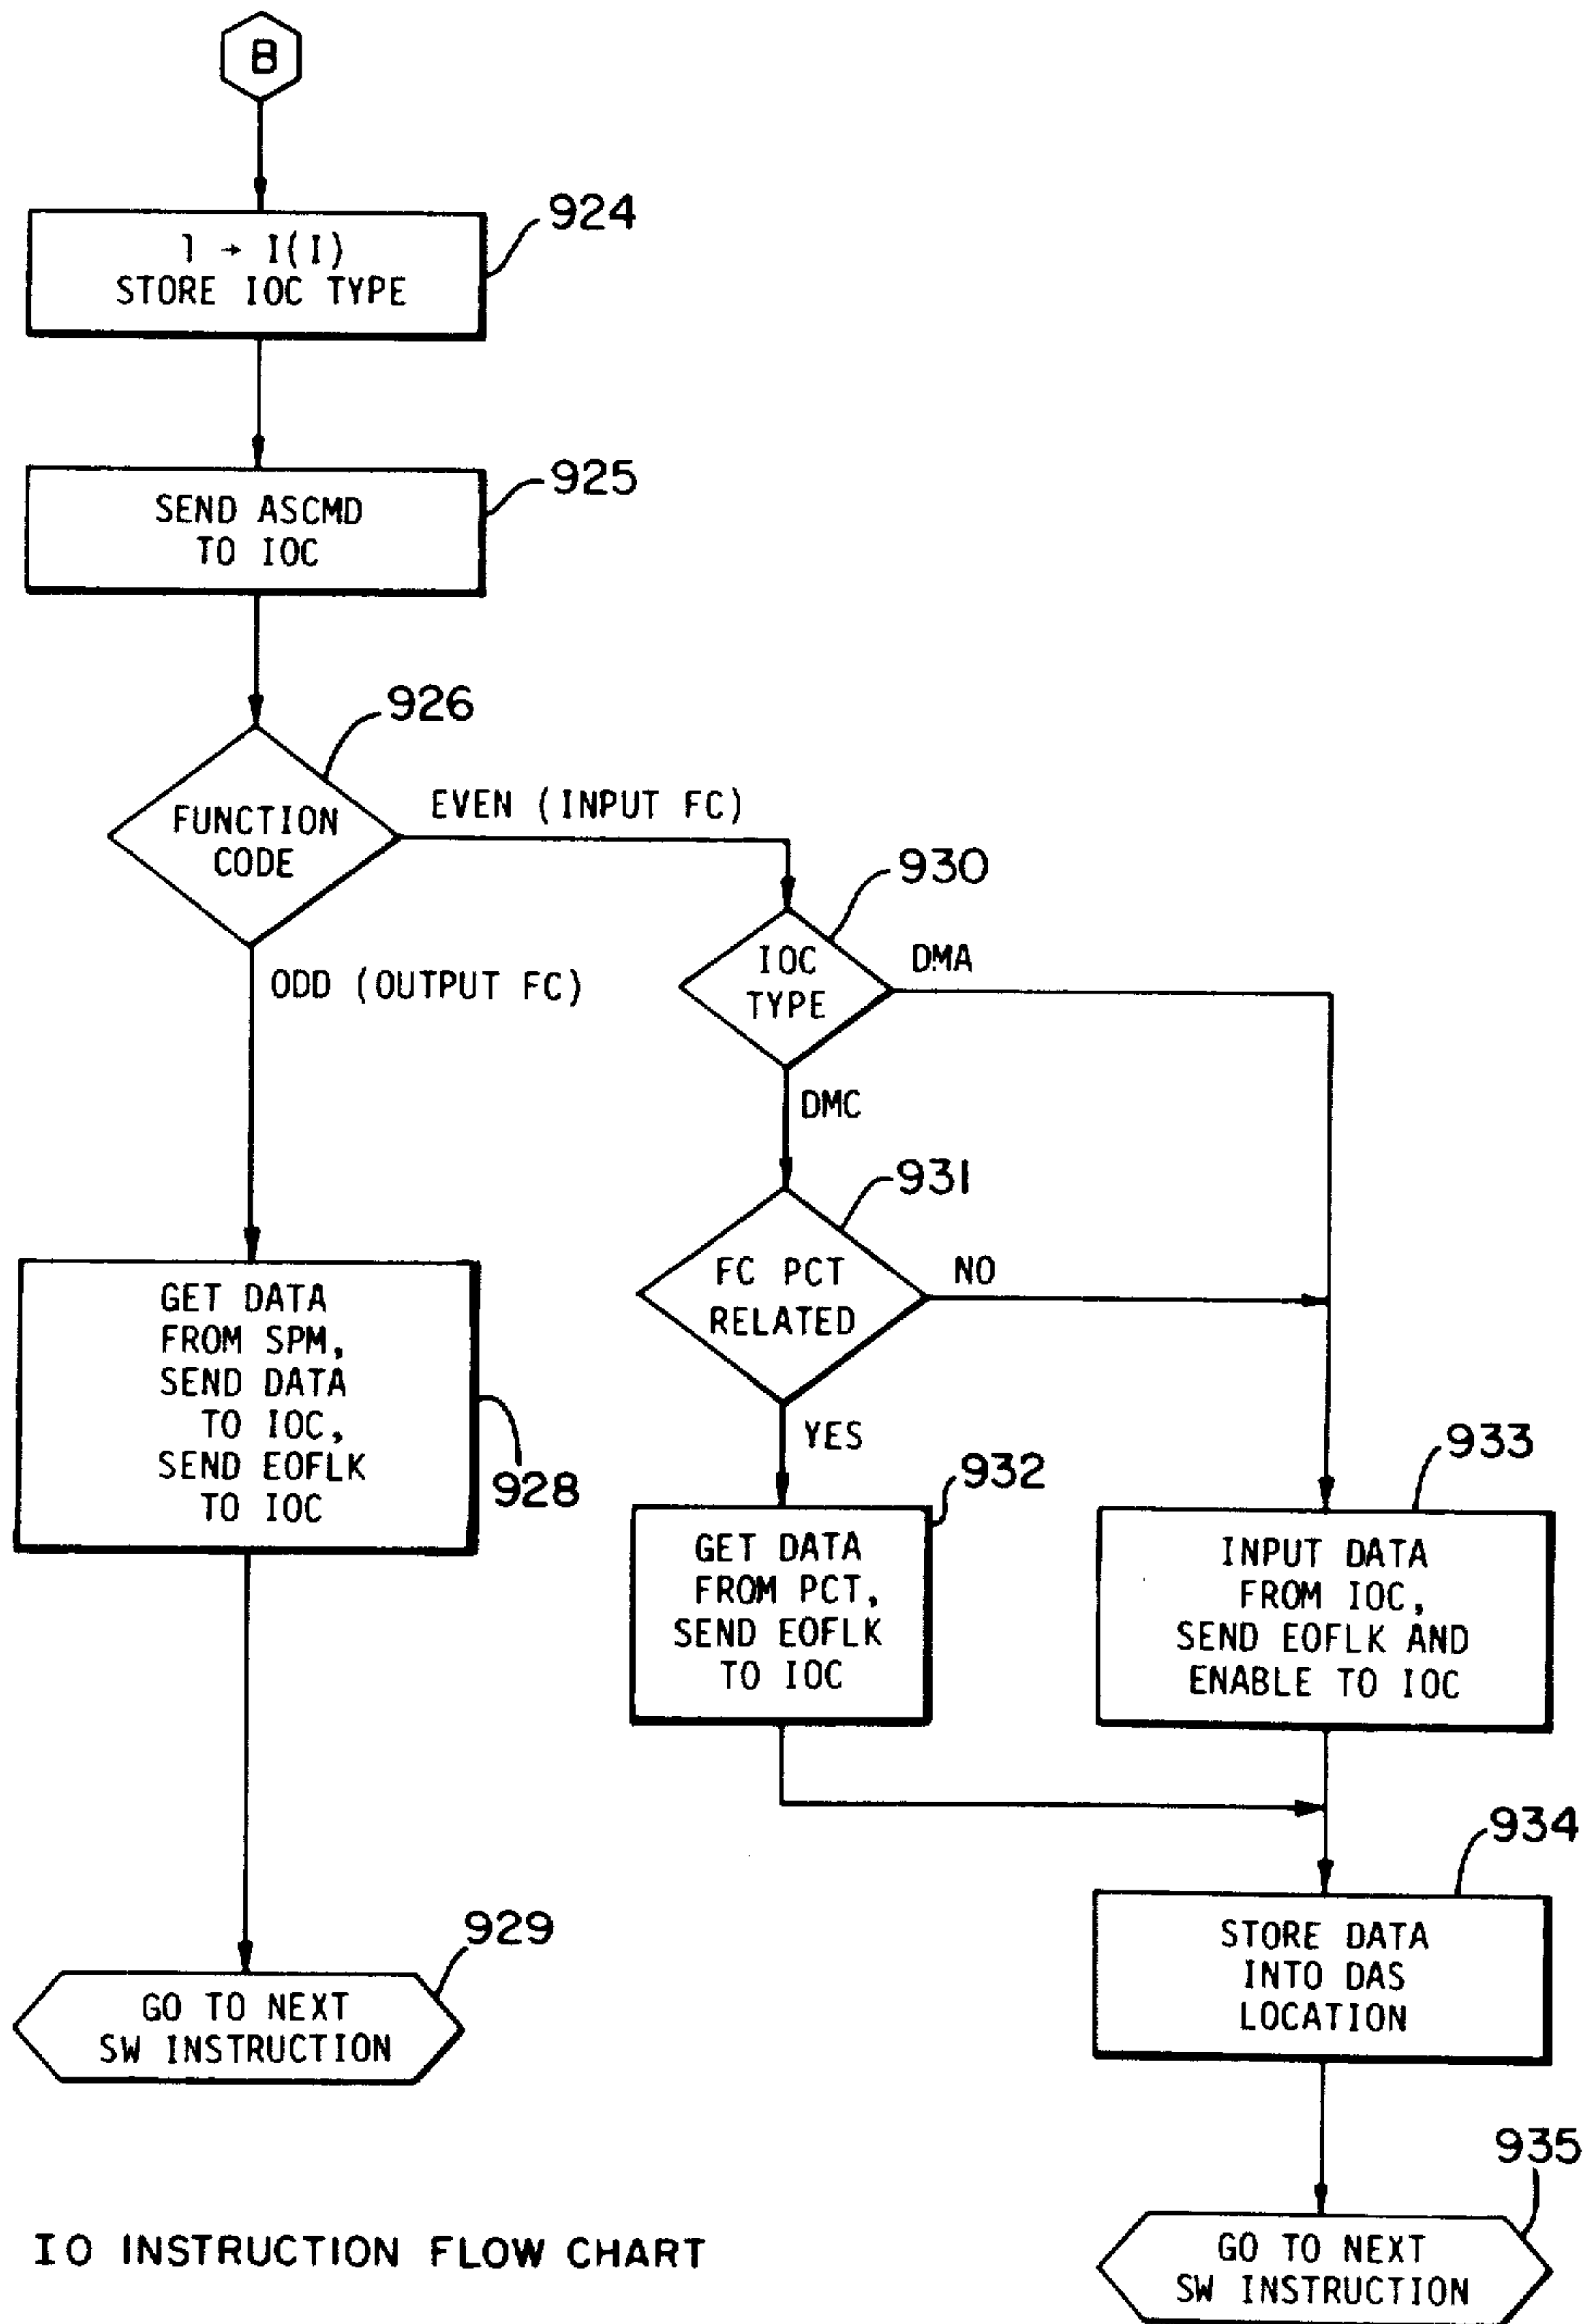 B
924
1 → I(I)
STORE IOC TYPE
925
SEND ASCMD
TO IOC
926
FUNCTION
CODE
EVEN (INPUT FC)
ODD (OUTPUT FC)
930
IOC
TYPE
DMA
DMC
931
FC PCT
RELATED
NO
YES
GET DATA
FROM SPM,
SEND DATA
TO IOC,
SEND EOFLK
TO IOC
928
932
GET DATA
FROM PCT,
SEND EOFLK
TO IOC
933
INPUT DATA
FROM IOC,
SEND EOFLK AND
ENABLE TO IOC
934
STORE DATA
INTO DAS
LOCATION
929
GO TO NEXT
SW INSTRUCTION
935
GO TO NEXT
SW INSTRUCTION
IO INSTRUCTION FLOW CHART